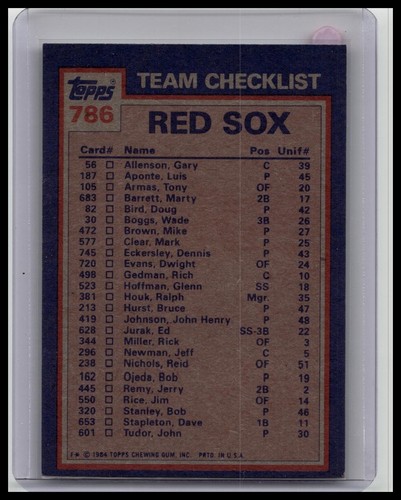 Topps TEAM CHECKLIST
786 RED SOX
Card# Name Pos Unif#
56 Allenson, Gary C 39
187 Aponte, Luis P 45
105 Armas, Tony OF 20
683 Barrett, Marty 2B 17
82 Bird, Doug P 42
30 Boggs, Wade 3B 26
472 Brown, Mike P 27
577 Clear, Mark P 25
745 Eckersley, Dennis P 43
720 Evans, Dwight OF 24
498 Gedman, Rich C 10
523 Hoffman, Glenn SS 18
381 Houk, Ralph Mgr. 35
213 Hurst, Bruce P 47
419 Johnson, John Henry P 48
628 Jurak, Ed SS-3B 22
344 Miller, Rick OF 3
296 Newman, Jeff C 5
238 Nichols, Reid OF 51
162 Ojeda, Bob P 19
445 Remy, Jerry 2B 2
550 Rice, Jim OF 14
320 Stanley, Bob P 46
653 Stapleton, Dave 1B 11
601 Tudor, John P 30
F* © 1984 TOPPS CHEWING GUM, INC. PRTD. IN U.S.A.